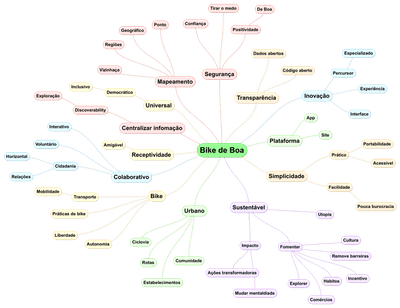 Tirar o medo
De Boa
Confiança
Ponto
Positividade
Geográfico
Regiões
Dados abertos
Especializado
Vizinhaça
Segurança
Código aberto
Percursor
Mapeamento
Inclusivo
Democrático
Experiência
Exploração
Transparência
Inovação
Universal
Discoverability
Interface
App
Interativo
Centralizar infomação
Site
Amigável
Plataforma
Portabilidade
Voluntário
Bike de Boa
Prático
Horizontal
Receptividade
Acessível
Cidadania
Relações
Colaborativo
Simplicidade
Facilidade
Mobilidade
Transporte
Bike
Pouca burocracia
Práticas de bike
Urbano
Sustentável
Utopia
Liberdade
Autonomia
Ciclovia
Impacto
Fomentar
Cultura
Rotas
Comunidade
Remove barreiras
Ações transformadoras
Estabelecimentos
Explorer
Hábitos
Incentivo
Mudar mentaldiade
Comércios